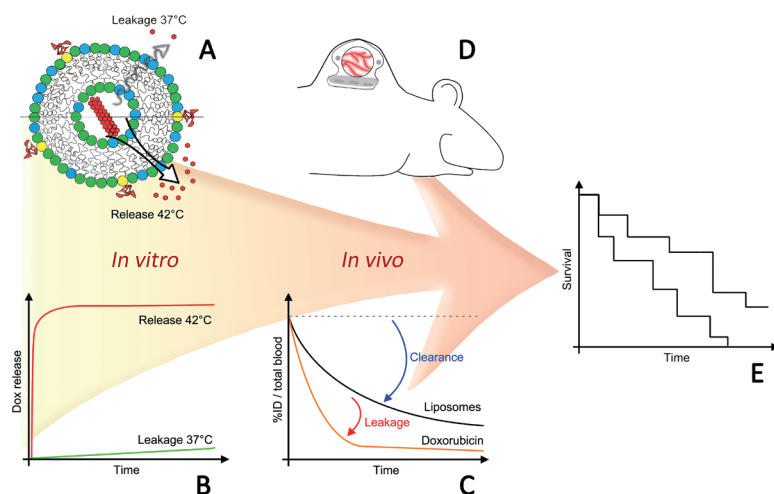 Leakage 37°C
A
D
Release 42°C
In vitro
In vivo
Release 42°C
Dox release
Leakage 37°C
Time
B
%ID / total blood
Clearance
Leakage
Liposomes
Doxorubicin
Time
C
Survival
Time
E